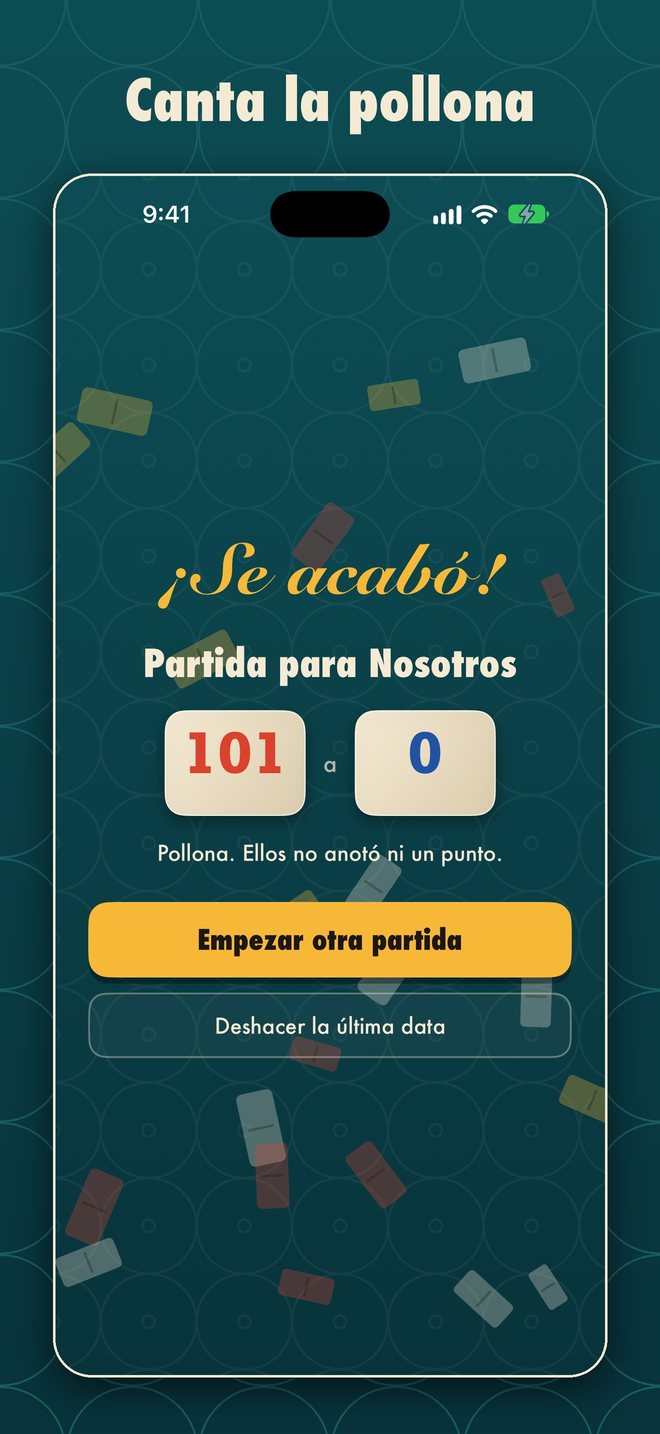 Canta la pollona
9:41
¡Se acabó!
Partida para Nosotros
101 a 0
Pollona. Ellos no anotó ni un punto.
Empezar otra partida
Deshacer la última data